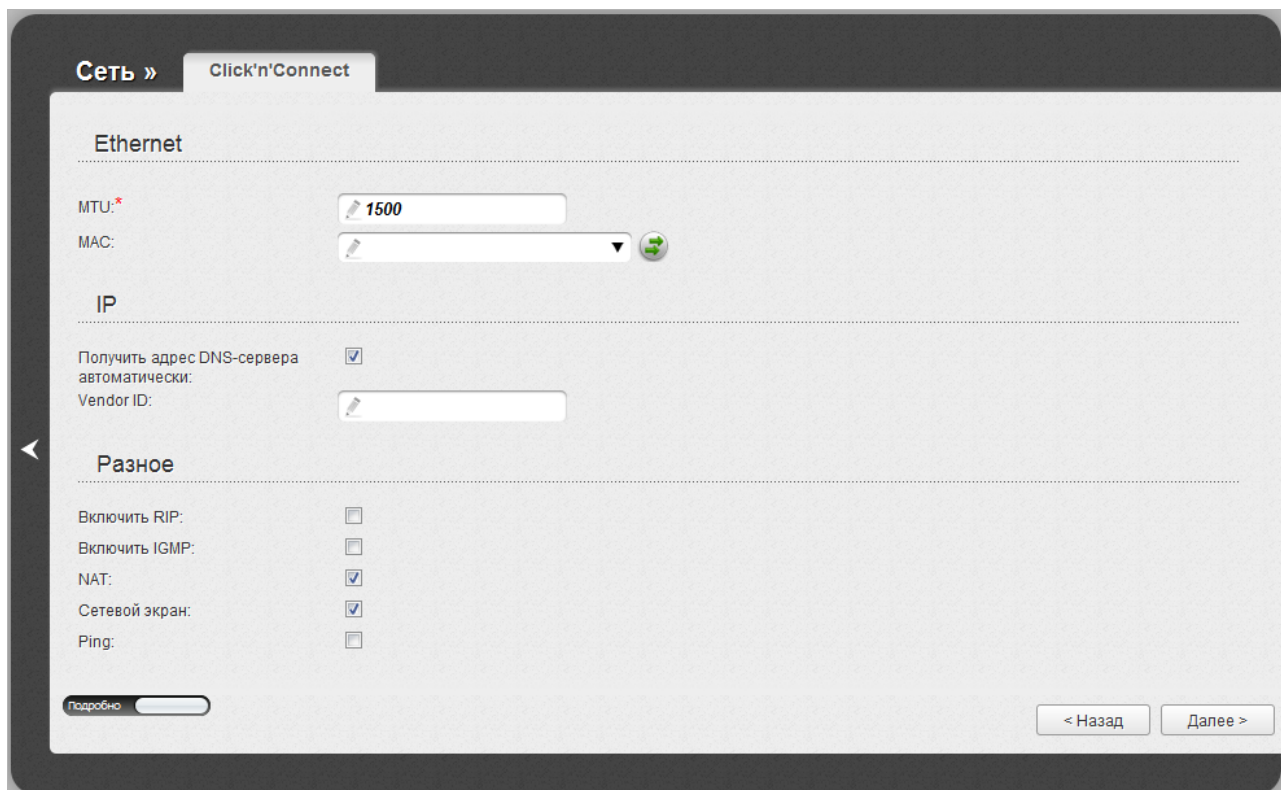 Сеть »
Click'n'Connect
Ethernet
MTU:*
1500
MAC:
IP
Получить адрес DNS-сервера
автоматически:
Vendor ID:
Разное
Включить RIP:
Включить IGMP:
NAT:
Сетевой экран:
Ping:
Подробно
< Назад
Далее >